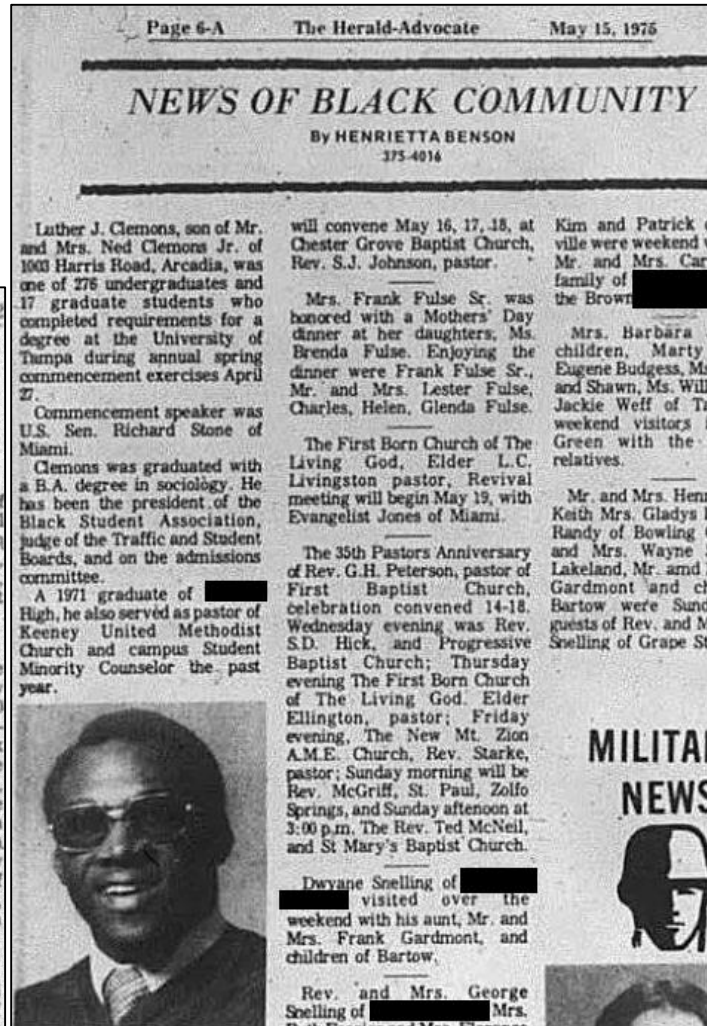 Page 6-A The Herald-Advocate May 15, 1975
NEWS OF BLACK COMMUNITY
By HENRIETTA BENSON
375-4016
Luther J. Clemons, son of Mr.
and Mrs. Ned Clemons Jr. of
1003 Harris Road, Arcadia, was
one of 276 undergraduates and
17 graduate students who
completed requirements for a
degree at the University of
Tampa during annual spring
commencement exercises April
27.
Commencement speaker was
U.S. Sen. Richard Stone of
Miami.
Clemons was graduated with
a B.A. degree in sociology. He
has been the president of the
Black Student Association,
judge of the Traffic and Student
Boards, and on the admissions
committee.
A 1971 graduate of
High, he also served as pastor of
Keeney United Methodist
Church and campus Student
Minority Counselor the past
year.
will convene May 16, 17, 18, at
Chester Grove Baptist Church,
Rev. S.J. Johnson, pastor.
Mrs. Frank Fulse Sr. was
honored with a Mothers' Day
dinner at her daughters, Ms.
Brenda Fulse. Enjoying the
dinner were Frank Fulse Sr.,
Mr. and Mrs. Lester Fulse,
Charles, Helen, Glenda Fulse.
The First Born Church of The
Living God, Elder L.C.
Livingston pastor, Revival
meeting will begin May 19, with
Evangelist Jones of Miami.
The 35th Pastors Anniversary
of Rev. G.H. Peterson, pastor of
First Baptist Church,
celebration convened 14-18.
Wednesday evening was Rev.
S.D. Hick, and Progressive
Baptist Church; Thursday
evening The First Born Church
of The Living God. Elder
Ellington, pastor; Friday
evening, The New Mt. Zion
A.M.E. Church, Rev. Starke,
pastor; Sunday morning will be
Rev. McGriff, St. Paul, Zolfo
Springs, and Sunday aftenoon at
3:00 p.m. The Rev. Ted McNeil,
and St Mary's Baptist Church.
Dwyane Snelling of
visited over the
weekend with his aunt, Mr. and
Mrs. Frank Gardmont, and
children of Bartow.
Rev. and Mrs. George
Snelling of Mrs.
Kim and Patrick
ville were weekend
Mr. and Mrs.
family of
the Brown
Mrs. Barbara
children, Marty
Eugene Budgess,
and Shawn, Ms.
Jackie Weff of
weekend visitors
Green with the
relatives.
Mr. and Mrs.
Keith Mrs. Gladys
Randy of Bowling
and Mrs. Wayne
Lakeland, Mr. amd
Gardmont and
Bartow were
guests of Rev. and
Snelling of Grape
MILITA
NEWS